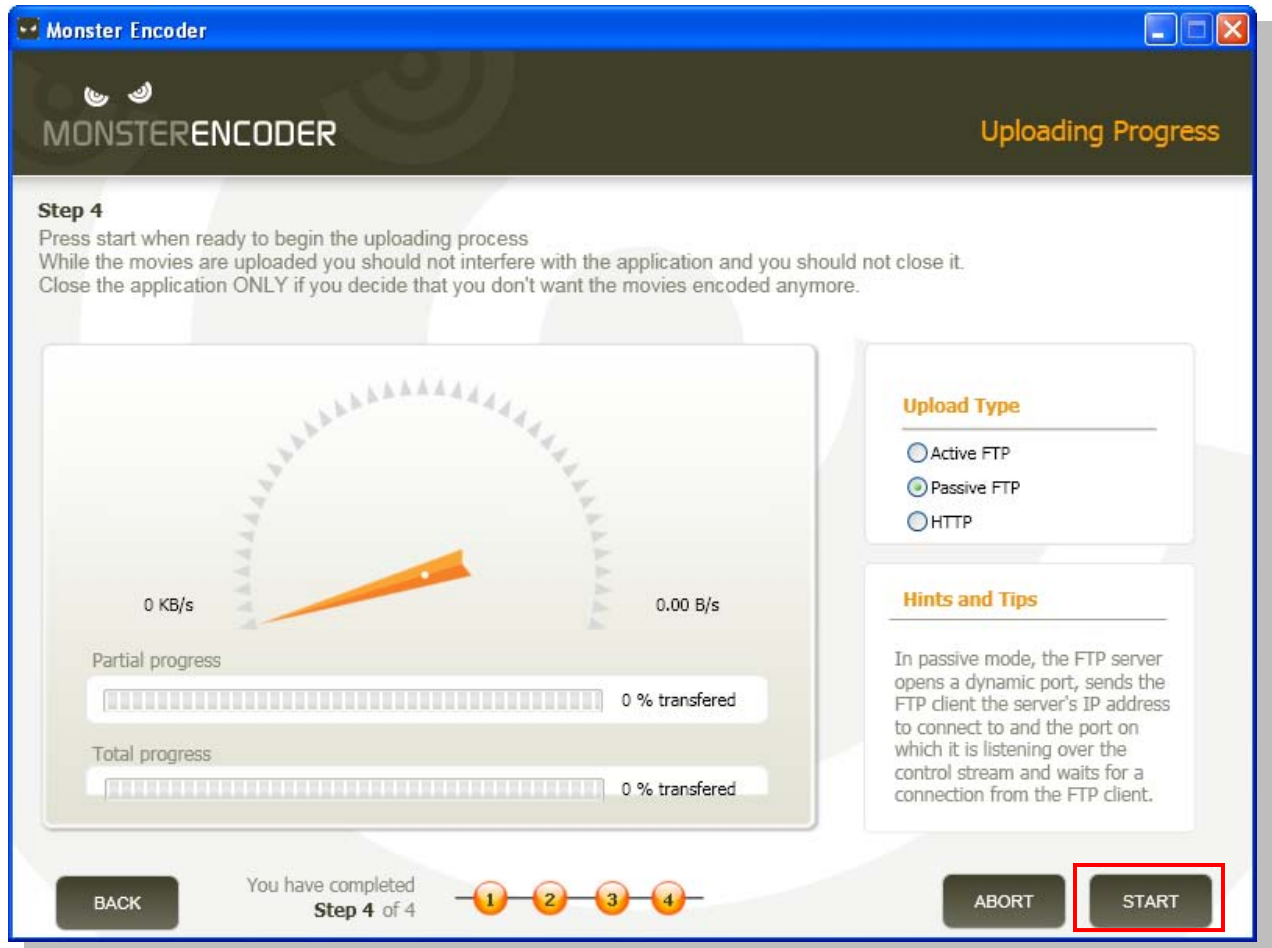 Monster Encoder
MONSTERENCODER
Uploading Progress
Step 4
Press start when ready to begin the uploading process
While the movies are uploaded you should not interfere with the application and you should not close it.
Close the application ONLY if you decide that you don't want the movies encoded anymore.
0 KB/s
0.00 B/s
Partial progress
0 % transfered
Total progress
0 % transfered
Upload Type
Active FTP
Passive FTP
HTTP
Hints and Tips
In passive mode, the FTP server
opens a dynamic port, sends the
FTP client the server's IP address
to connect to and the port on
which it is listening over the
control stream and waits for a
connection from the FTP client.
BACK
You have completed
Step 4 of 4
1 2 3 4
ABORT
START